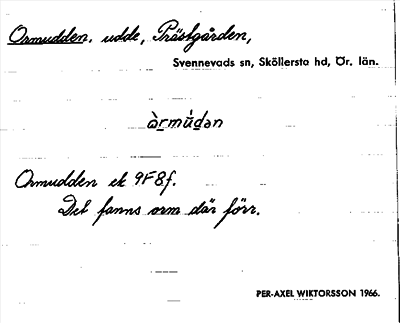 Ormudden, udde, Prästgården,
Svennevads sn, Sköllersta hd, Ör. län.
òrmúdən
Ormudden ek 9F8f.
Det fanns orm där förr.
PER-AXEL WIKTORSSON 1966.